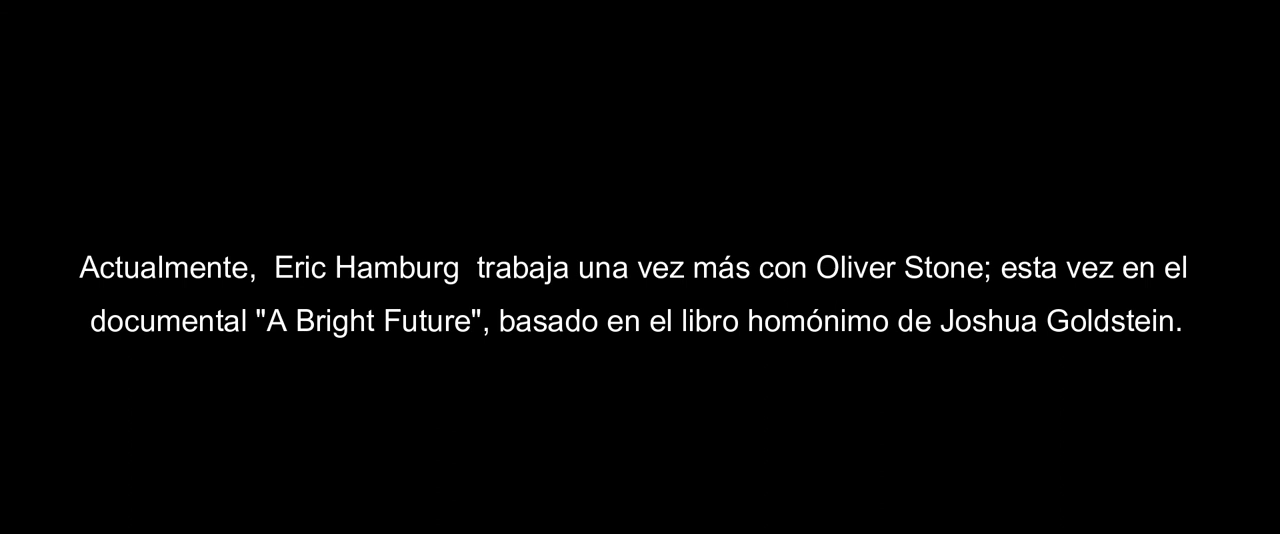 Actualmente,  Eric Hamburg  trabaja una vez más con Oliver Stone; esta vez en el
documental "A Bright Future", basado en el libro homónimo de Joshua Goldstein.